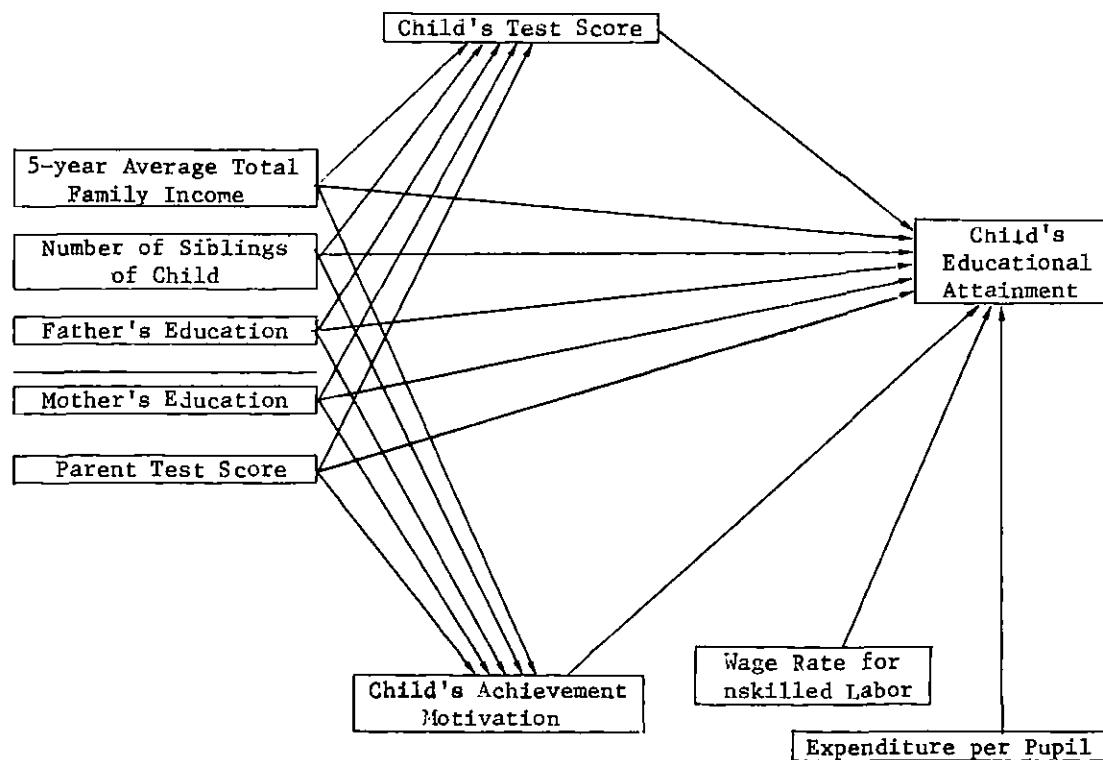 Child's Test Score
5-year Average Total
Family Income
Number of Siblings
of Child
Father's Education
Mother's Education
Parent Test Score
Child's
Educational
Attainment
Child's Achievement
Motivation
Wage Rate for
nskilled Labor
Expenditure per Pupil